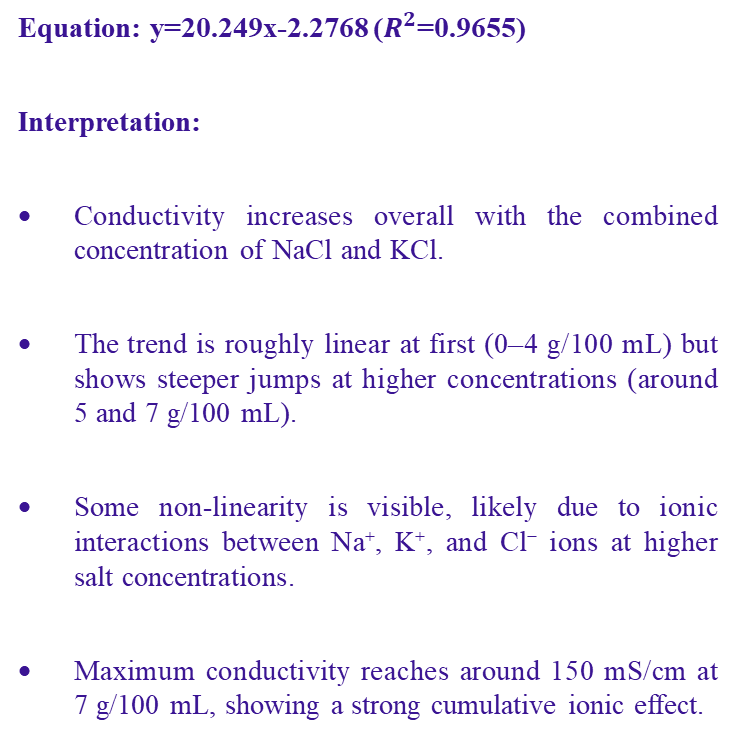 Equation: y=20.249x-2.2768 (R²=0.9655)
Interpretation:
• Conductivity increases overall with the combined
concentration of NaCl and KCl.
• The trend is roughly linear at first (0–4 g/100 mL) but
shows steeper jumps at higher concentrations (around
5 and 7 g/100 mL).
• Some non-linearity is visible, likely due to ionic
interactions between Na⁺, K⁺, and Cl⁻ ions at higher
salt concentrations.
• Maximum conductivity reaches around 150 mS/cm at
7 g/100 mL, showing a strong cumulative ionic effect.